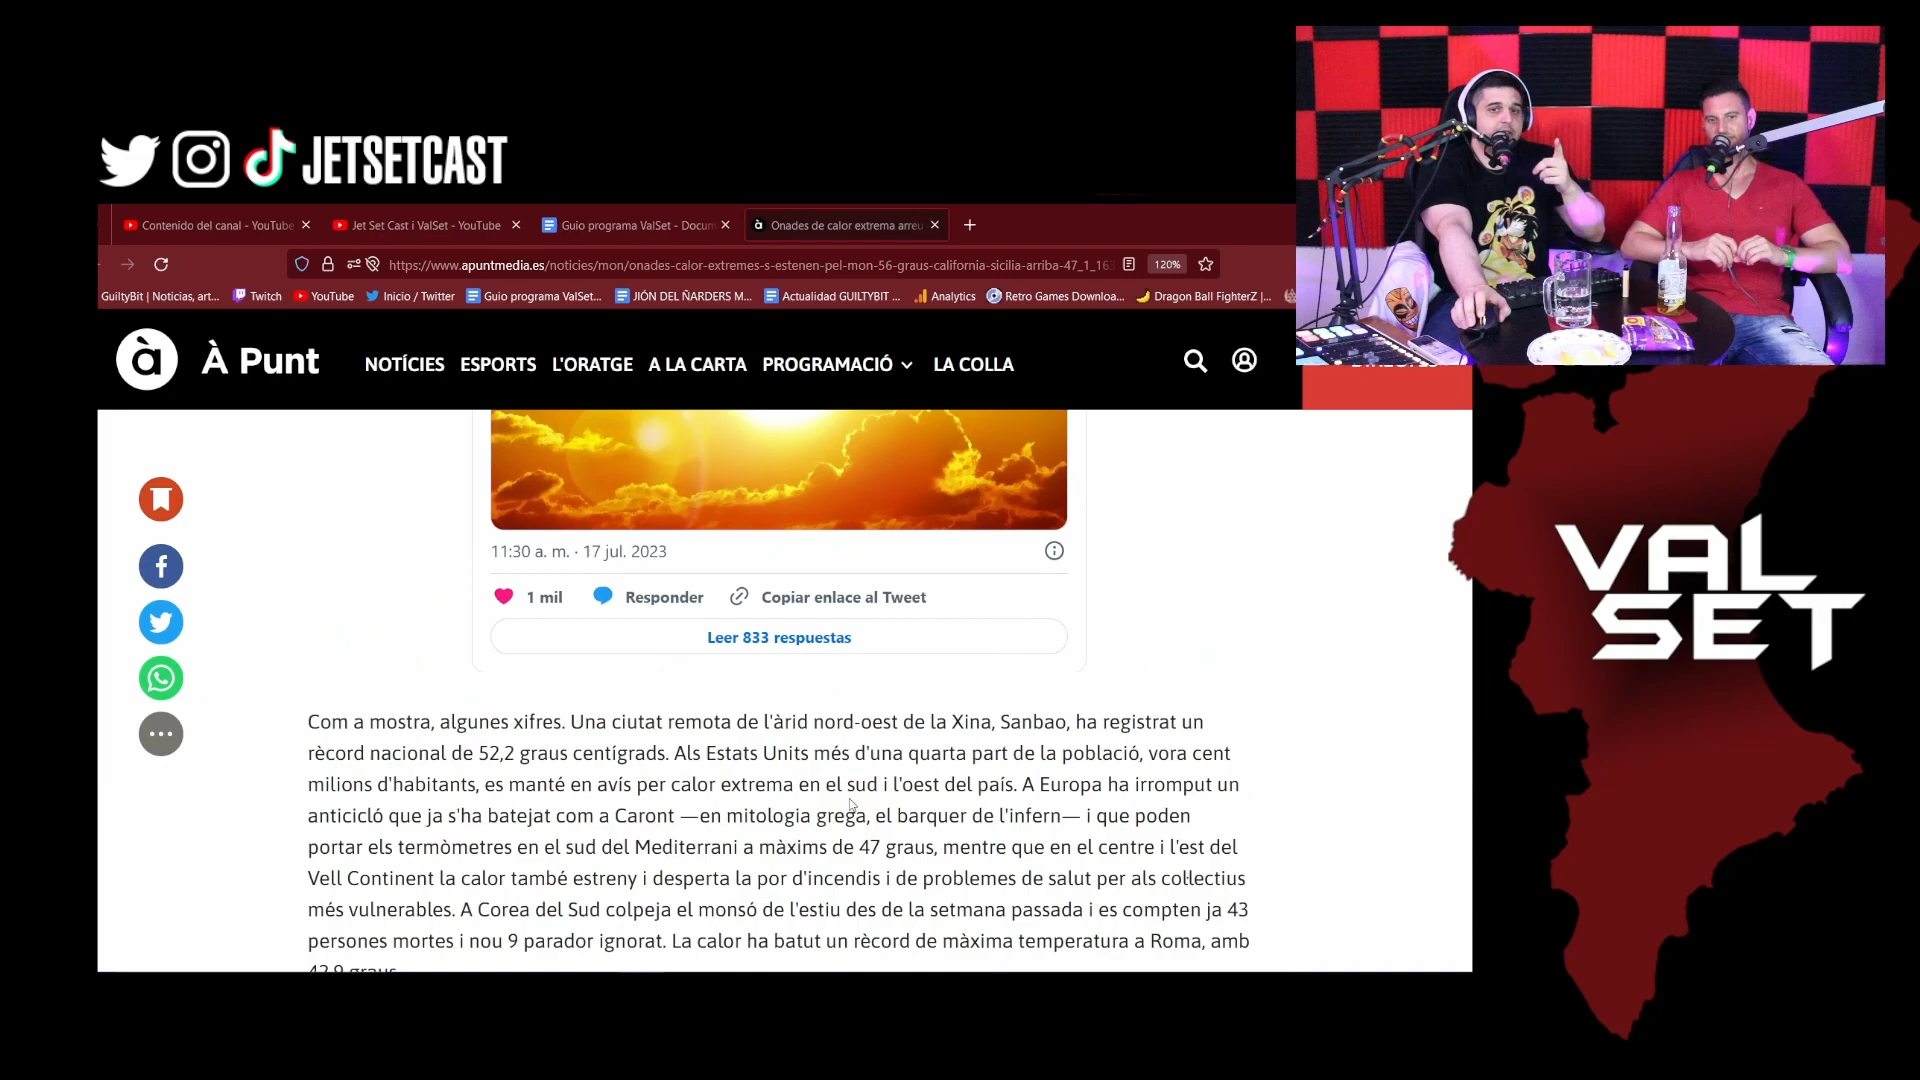 JETSETCAST
Contenido del canal - YouTube
Jet Set Cast i ValSet - YouTube
Guio programa ValSet - Docum
Onades de calor extrema arreu
https://www.apuntmedia.es/noticies/mon/onades-calor-extremes-s-estenen-pel-mon-56-graus-california-sicilia-arriba-47_1_163
120%
GuiltyBit | Noticias, art...
Twitch
YouTube
Inicio / Twitter
Guio programa ValSet...
JIÓN DEL ÑARDERS M...
Actualidad GUILTYBIT ...
Analytics
Retro Games Downloa...
Dragon Ball FighterZ |...
à À Punt
NOTÍCIES ESPORTS L'ORATGE A LA CARTA PROGRAMACIÓ LA COLLA
11:30 a. m. · 17 jul. 2023
1 mil Responder Copiar enlace al Tweet
Leer 833 respuestas
Com a mostra, algunes xifres. Una ciutat remota de l'àrid nord-oest de la Xina, Sanbao, ha registrat un
rècord nacional de 52,2 graus centígrads. Als Estats Units més d'una quarta part de la població, vora cent
milions d'habitants, es manté en avís per calor extrema en el sud i l'oest del país. A Europa ha irromput un
anticicló que ja s'ha batejat com a Caront —en mitologia grega, el barquer de l'infern— i que poden
portar els termòmetres en el sud del Mediterrani a màxims de 47 graus, mentre que en el centre i l'est del
Vell Continent la calor també estreny i desperta la por d'incendis i de problemes de salut per als col·lectius
més vulnerables. A Corea del Sud colpeja el monsó de l'estiu des de la setmana passada i es compten ja 43
persones mortes i nou 9 parador ignorat. La calor ha batut un rècord de màxima temperatura a Roma, amb
42,9 graus.
VAL
SET